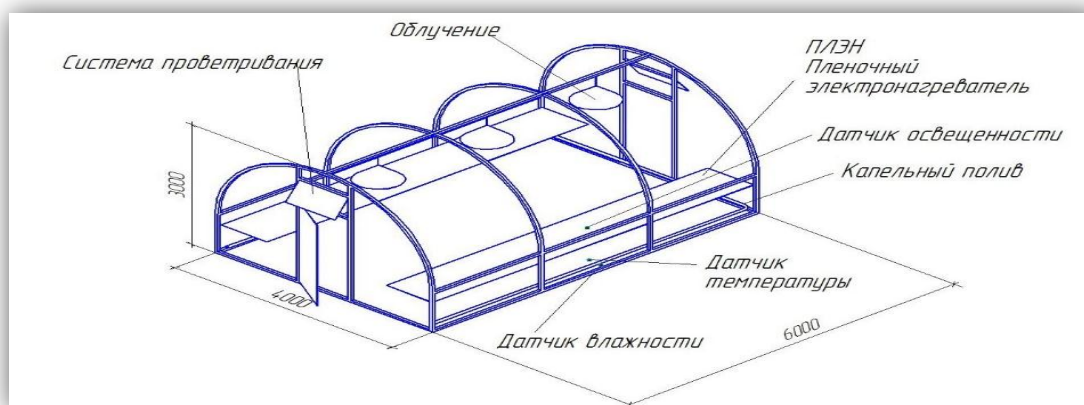 Облучение
Система проветривания
ПЛЭН
Пленочный
электронагреватель
Датчик освещенности
Капельный полив
3000
Датчик
температуры
4000
Датчик влажности
6000